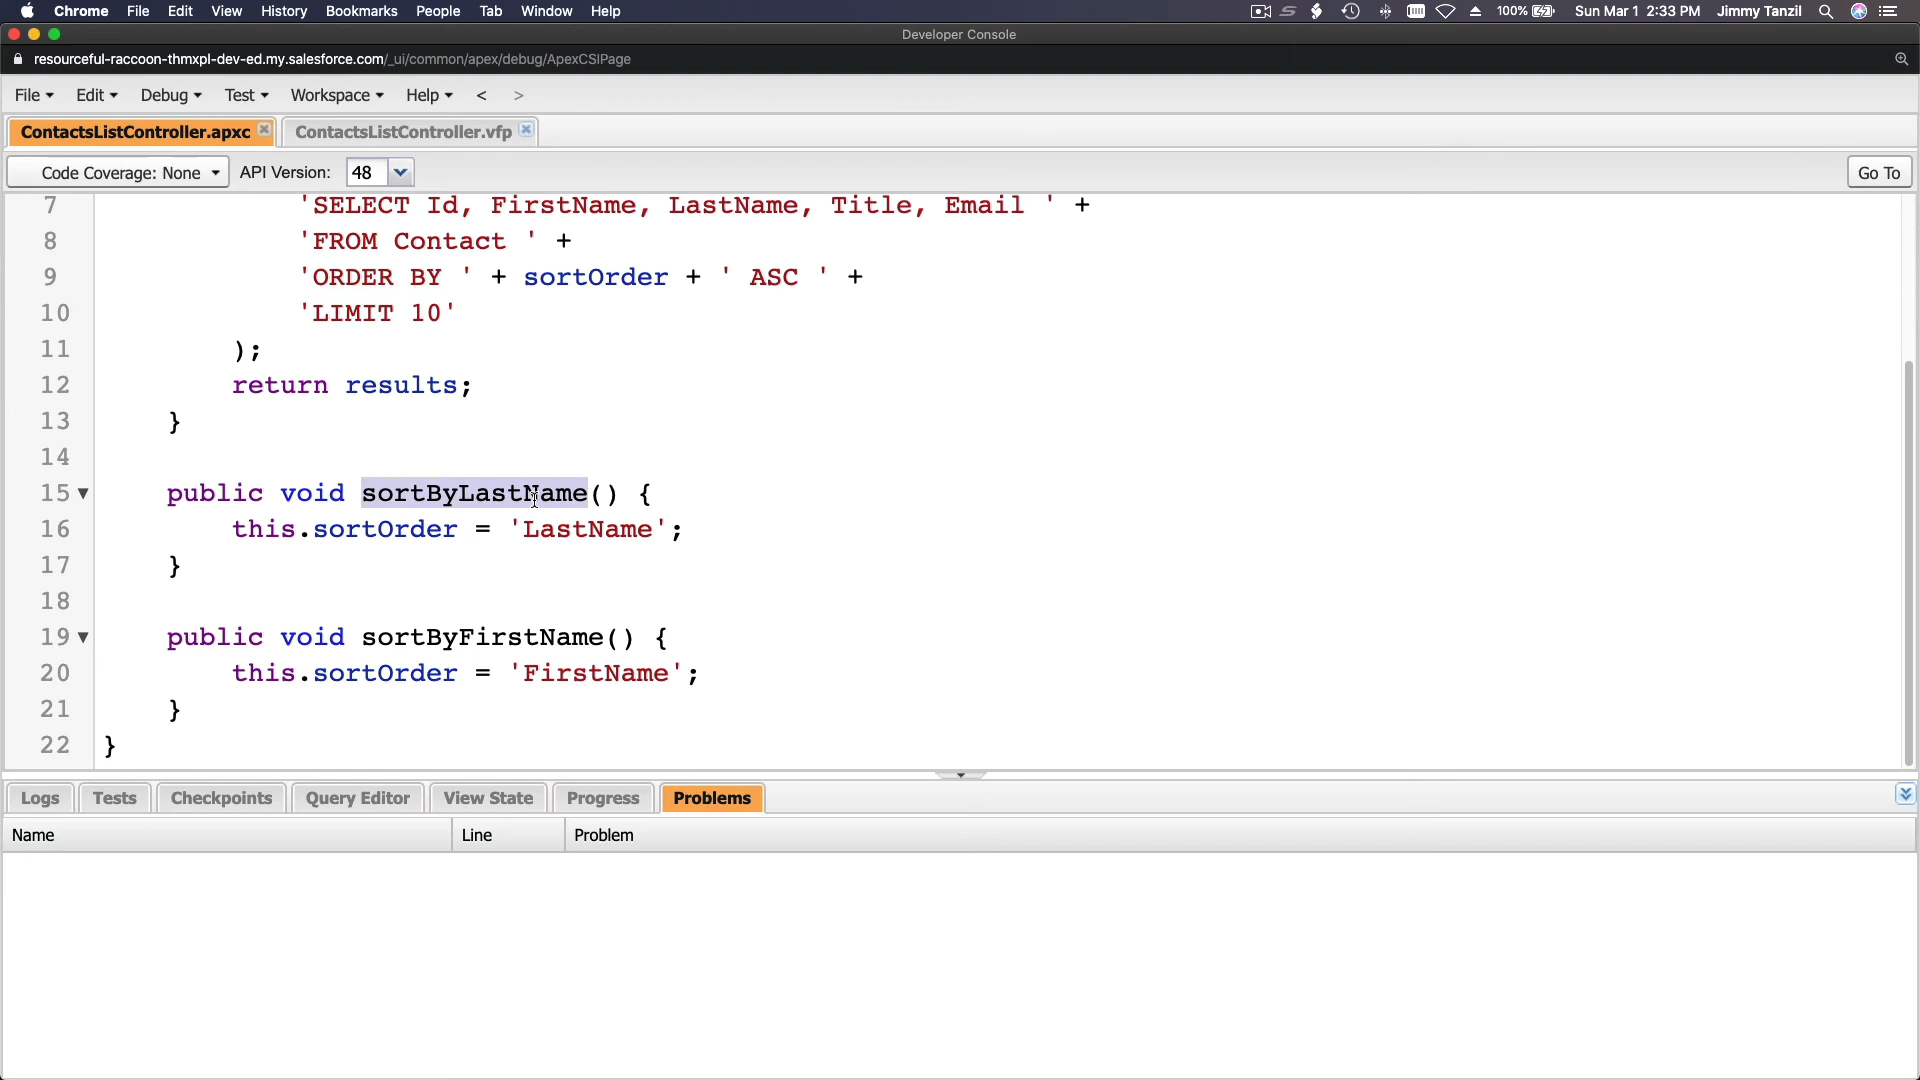 Chrome File Edit View History Bookmarks People Tab Window Help 100% Sun Mar 1 2:33 PM Jimmy Tanzil
Developer Console
resourceful-raccoon-thmxpl-dev-ed.my.salesforce.com/_ui/common/apex/debug/ApexCSIPage
File Edit Debug Test Workspace Help < >
ContactsListController.apxc ContactsListController.vfp
Code Coverage: None API Version: 48 Go To
7 'SELECT Id, FirstName, LastName, Title, Email ' +
8 'FROM Contact ' +
9 'ORDER BY ' + sortOrder + ' ASC ' +
10 'LIMIT 10'
11 );
12 return results;
13 }
14
15 public void sortByLastName() {
16 this.sortOrder = 'LastName';
17 }
18
19 public void sortByFirstName() {
20 this.sortOrder = 'FirstName';
21 }
22 }
Logs Tests Checkpoints Query Editor View State Progress Problems
Name Line Problem